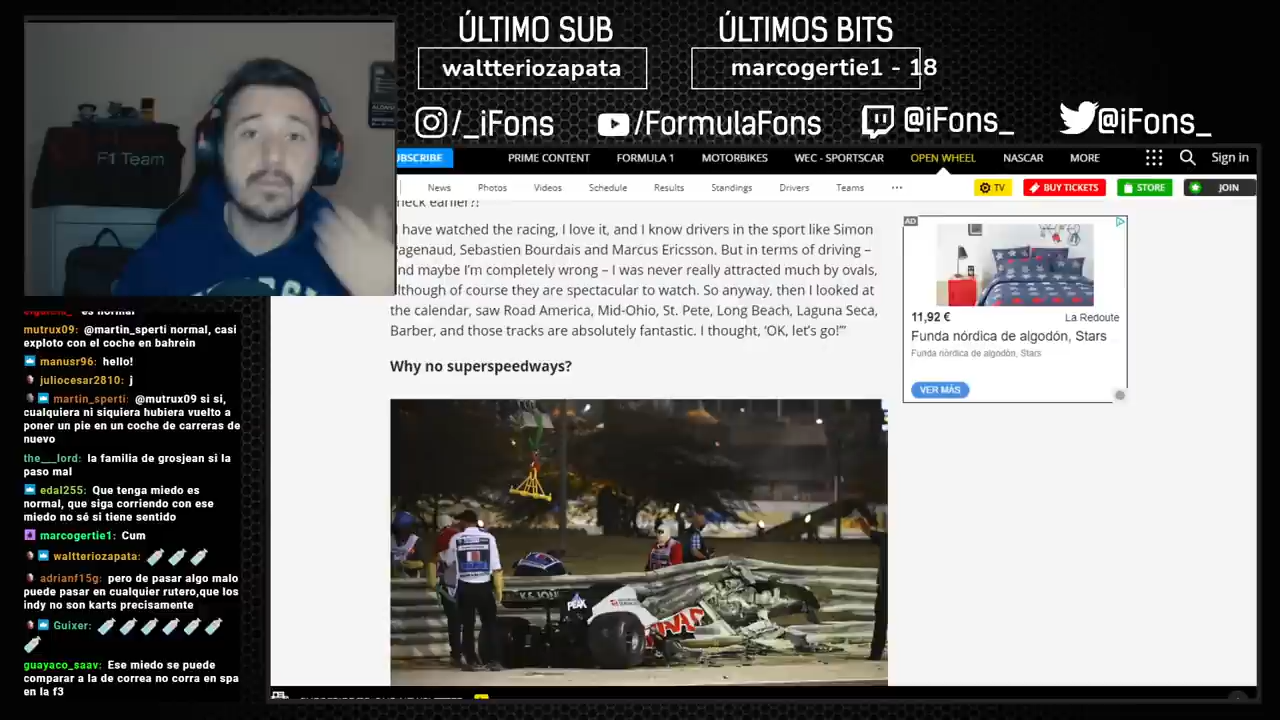 ÚLTIMO SUB
waltteriozapata
ÚLTIMOS BITS
marcogertie1 - 18
/_iFons
/FormulaFons
@iFons_
@iFons_
F1 Team
UBSCRIBE
PRIME CONTENT
FORMULA 1
MOTORBIKES
WEC - SPORTSCAR
OPEN WHEEL
NASCAR
MORE
Sign in
News
Photos
Videos
Schedule
Results
Standings
Drivers
Teams
...
TV
BUY TICKETS
STORE
JOIN
heck earlier?!
I have watched the racing, I love it, and I know drivers in the sport like Simon
Pagenaud, Sebastien Bourdais and Marcus Ericsson. But in terms of driving –
and maybe I'm completely wrong – I was never really attracted much by ovals,
although of course they are spectacular to watch. So anyway, then I looked at
the calendar, saw Road America, Mid-Ohio, St. Pete, Long Beach, Laguna Seca,
Barber, and those tracks are absolutely fantastic. I thought, ‘OK, let's go!’”
Why no superspeedways?
AD
11,92 €
La Redoute
Funda nórdica de algodón, Stars
Funda nórdica de algodón, Stars
VER MÁS
PEAK
HAAS
es normal
mutrux09: @martin_sperti normal, casi
exploto con el coche en bahrein
manusr96: hello!
juliocesar2810: j
martin_sperti: @mutrux09 si si,
cualquiera ni siquiera hubiera vuelto a
poner un pie en un coche de carreras de
nuevo
the___lord: la familia de grosjean si la
paso mal
edal255: Que tenga miedo es
normal, que siga corriendo con ese
miedo no sé si tiene sentido
marcogertie1: Cum
waltteriozapata:
adrianf15g: pero de pasar algo malo
puede pasar en cualquier rutero,que los
indy no son karts precisamente
Guixer:
guayaco_saav: Ese miedo se puede
comparar a la de correa no corra en spa
en la f3